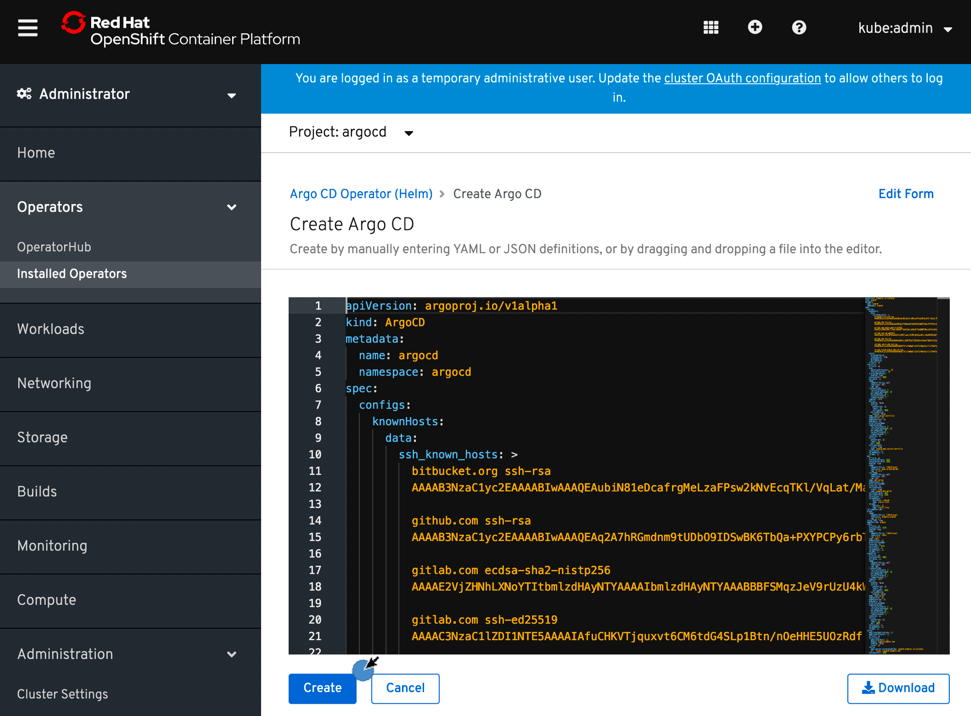 Red Hat
OpenShift Container Platform
kube:admin
Administrator
Home
Operators
OperatorHub
Installed Operators
Workloads
Networking
Storage
Builds
Monitoring
Compute
Administration
Cluster Settings
You are logged in as a temporary administrative user. Update the cluster OAuth configuration to allow others to log
in.
Project: argocd
Argo CD Operator (Helm) > Create Argo CD
Edit Form
Create Argo CD
Create by manually entering YAML or JSON definitions, or by dragging and dropping a file into the editor.
1 apiVersion: argoproj.io/v1alpha1
2 kind: ArgoCD
3 metadata:
4 name: argocd
5 namespace: argocd
6 spec:
7 configs:
8 knownHosts:
9 data:
10 ssh_known_hosts: >
11 bitbucket.org ssh-rsa
12 AAAAB3NzaC1yc2EAAAABIwAAAQEAubiN81eDcafrgMeLzaFPsw2kNvEcqTKl/VqLat/Ma
13
14 github.com ssh-rsa
15 AAAAB3NzaC1yc2EAAAABIwAAAQEAq2A7hRGmdnm9tUDbO9IDSwBK6TbQa+PXYPCPy6rb
16
17 gitlab.com ecdsa-sha2-nistp256
18 AAAAE2VjZHNhLXNoYTItbmlzdHAyNTYAAAAIbmlzdHAyNTYAAABBBFSMqzJeV9rUzU4k
19
20 gitlab.com ssh-ed25519
21 AAAAC3NzaC1lZDI1NTE5AAAAIAfuCHKVTjquxvt6CM6tdG4SLp1Btn/nOeHHE5UOzRdf
22
Create
Cancel
Download